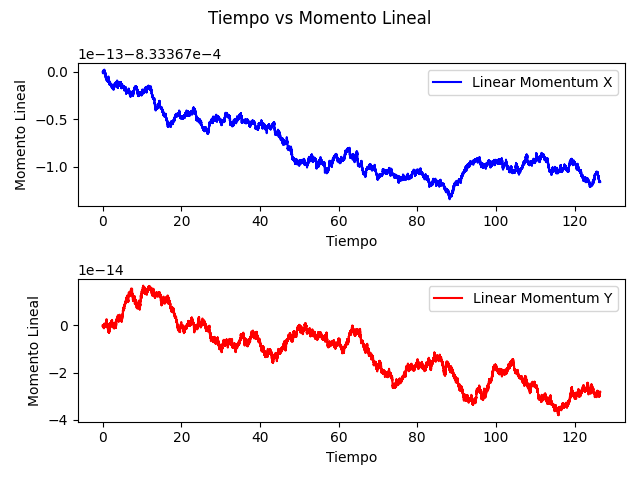 Tiempo vs Momento Lineal
1e−13−8.33367e−4
Momento Lineal
0.0
−0.5
−1.0
Linear Momentum X
0 20 40 60 80 100 120
Tiempo
1e−14
Momento Lineal
0
−2
−4
Linear Momentum Y
0 20 40 60 80 100 120
Tiempo